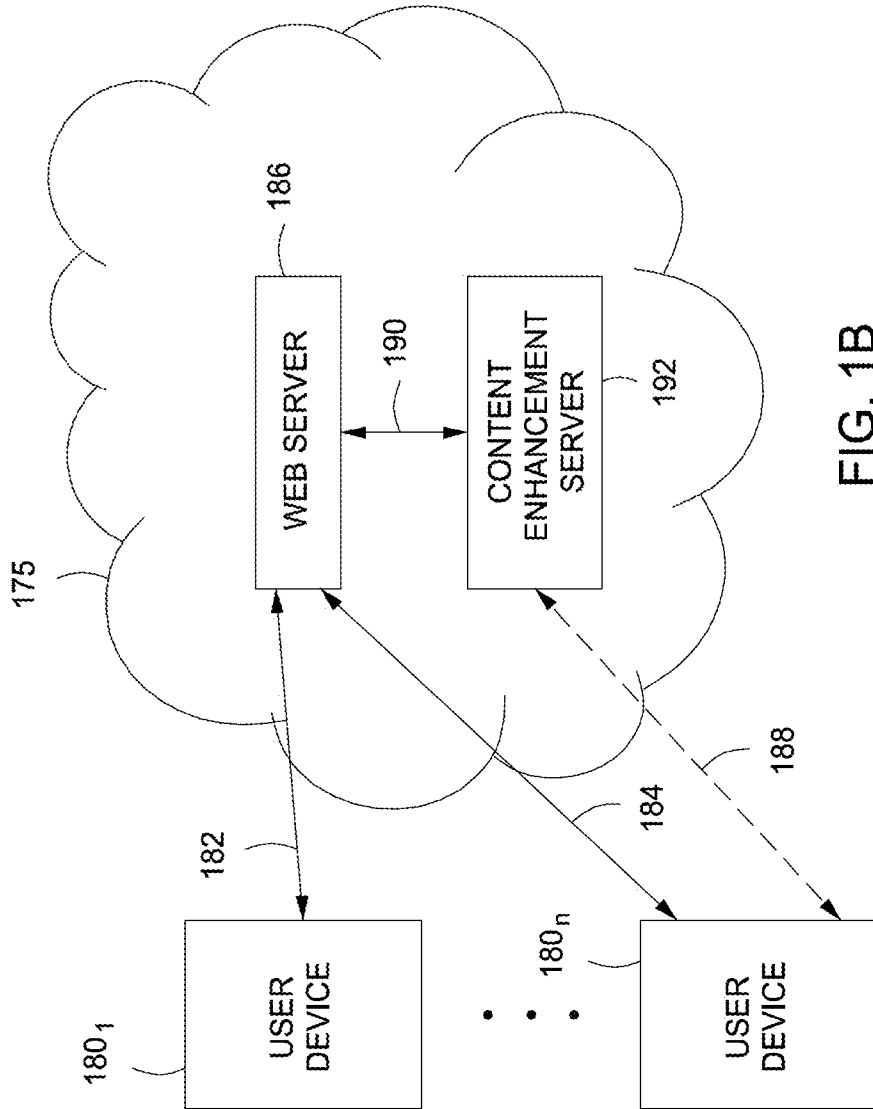 175
WEB SERVER
186
190
CONTENT
ENHANCEMENT
SERVER
192
182
184
188
180₁
USER
DEVICE
• • •
180ₙ
USER
DEVICE
FIG. 1B